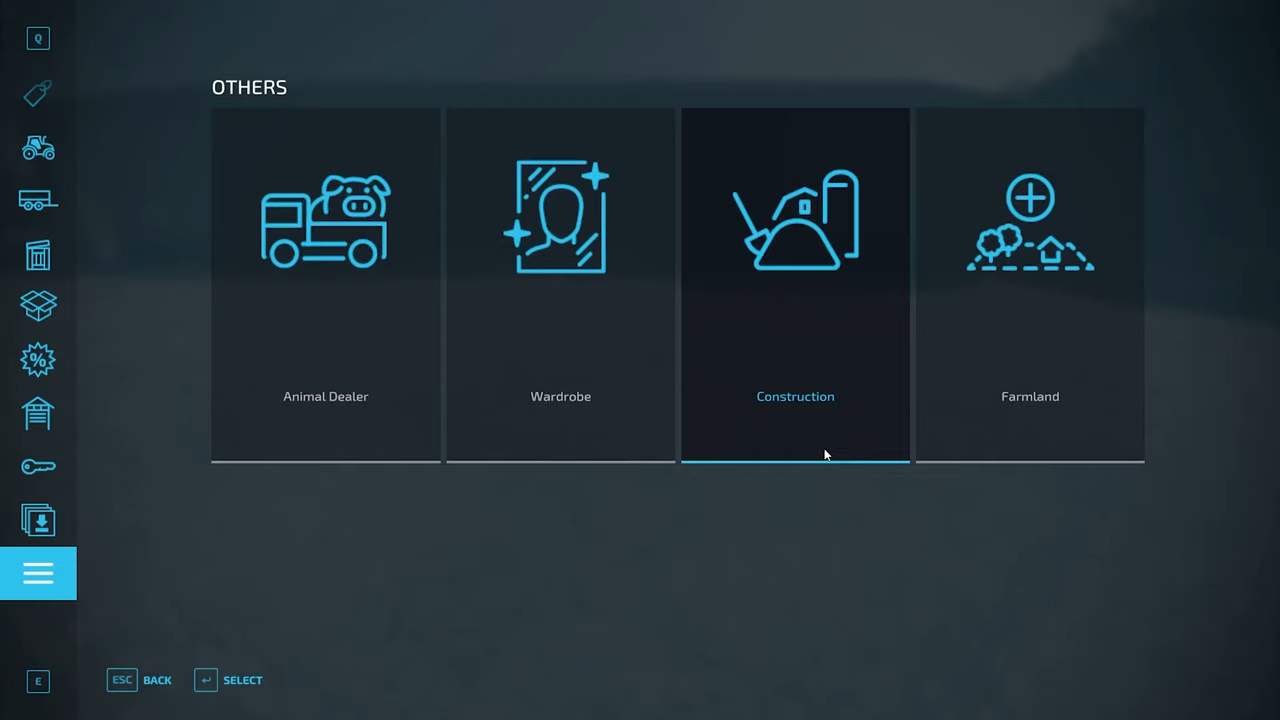 Q
OTHERS
%
Animal Dealer
Wardrobe
Construction
Farmland
E
ESC BACK
SELECT